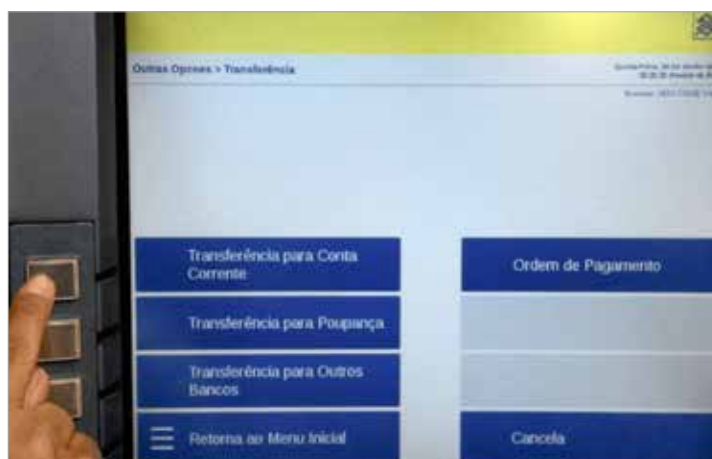 Outras Opções > Transferência
Transferência para Conta
Corrente
Ordem de Pagamento
Transferência para Poupança
Transferência para Outros
Bancos
Retorna ao Menu Inicial
Cancela